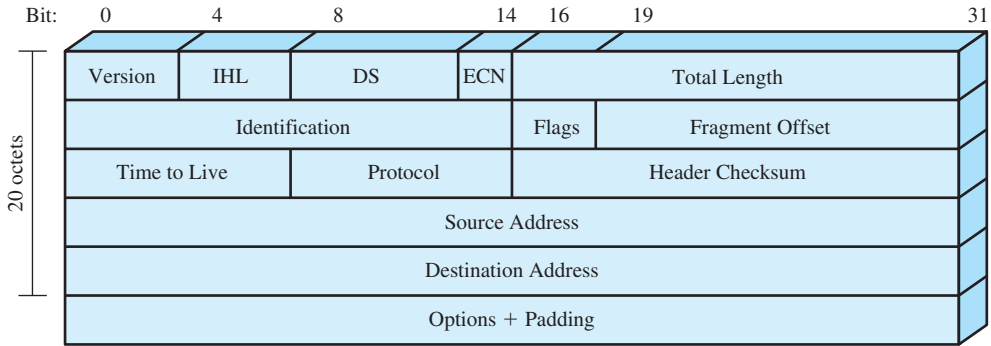 Bit: 0 4 8 14 16 19 31
Version IHL DS ECN Total Length
Identification Flags Fragment Offset
Time to Live Protocol Header Checksum
Source Address
Destination Address
Options + Padding
20 octets